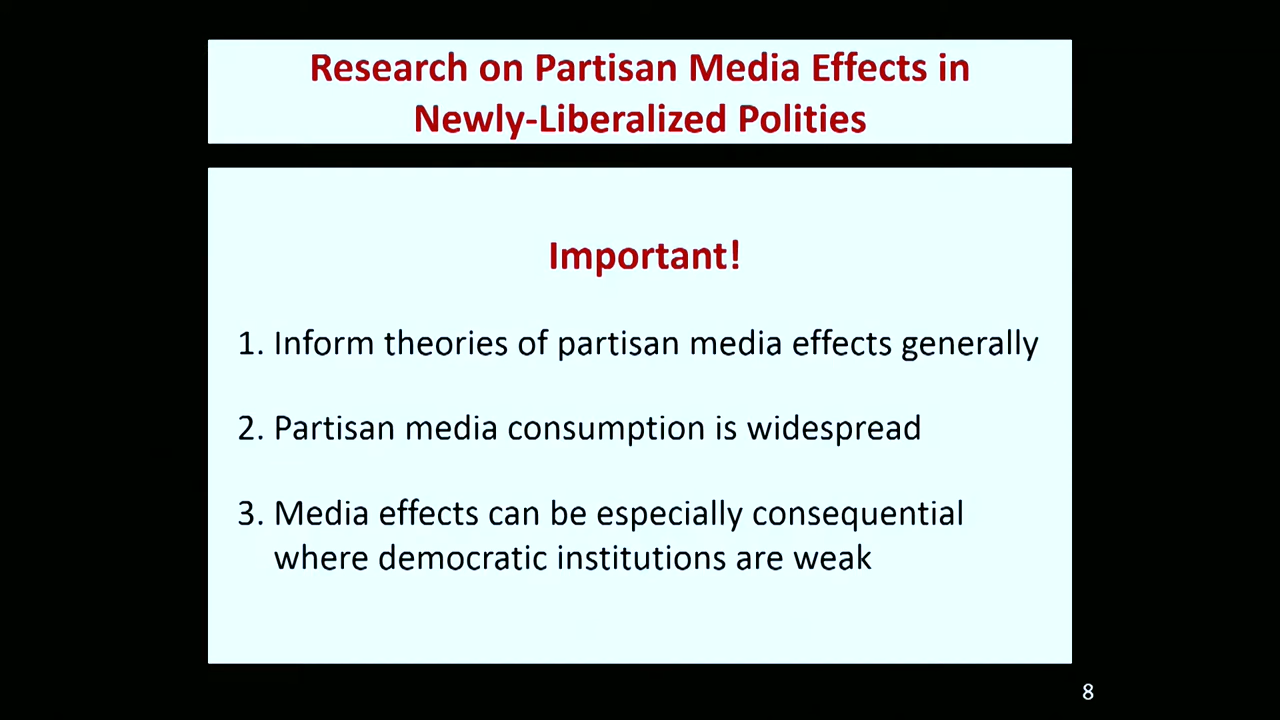 Research on Partisan Media Effects in
Newly-Liberalized Polities
Important!
1. Inform theories of partisan media effects generally
2. Partisan media consumption is widespread
3. Media effects can be especially consequential
where democratic institutions are weak
8